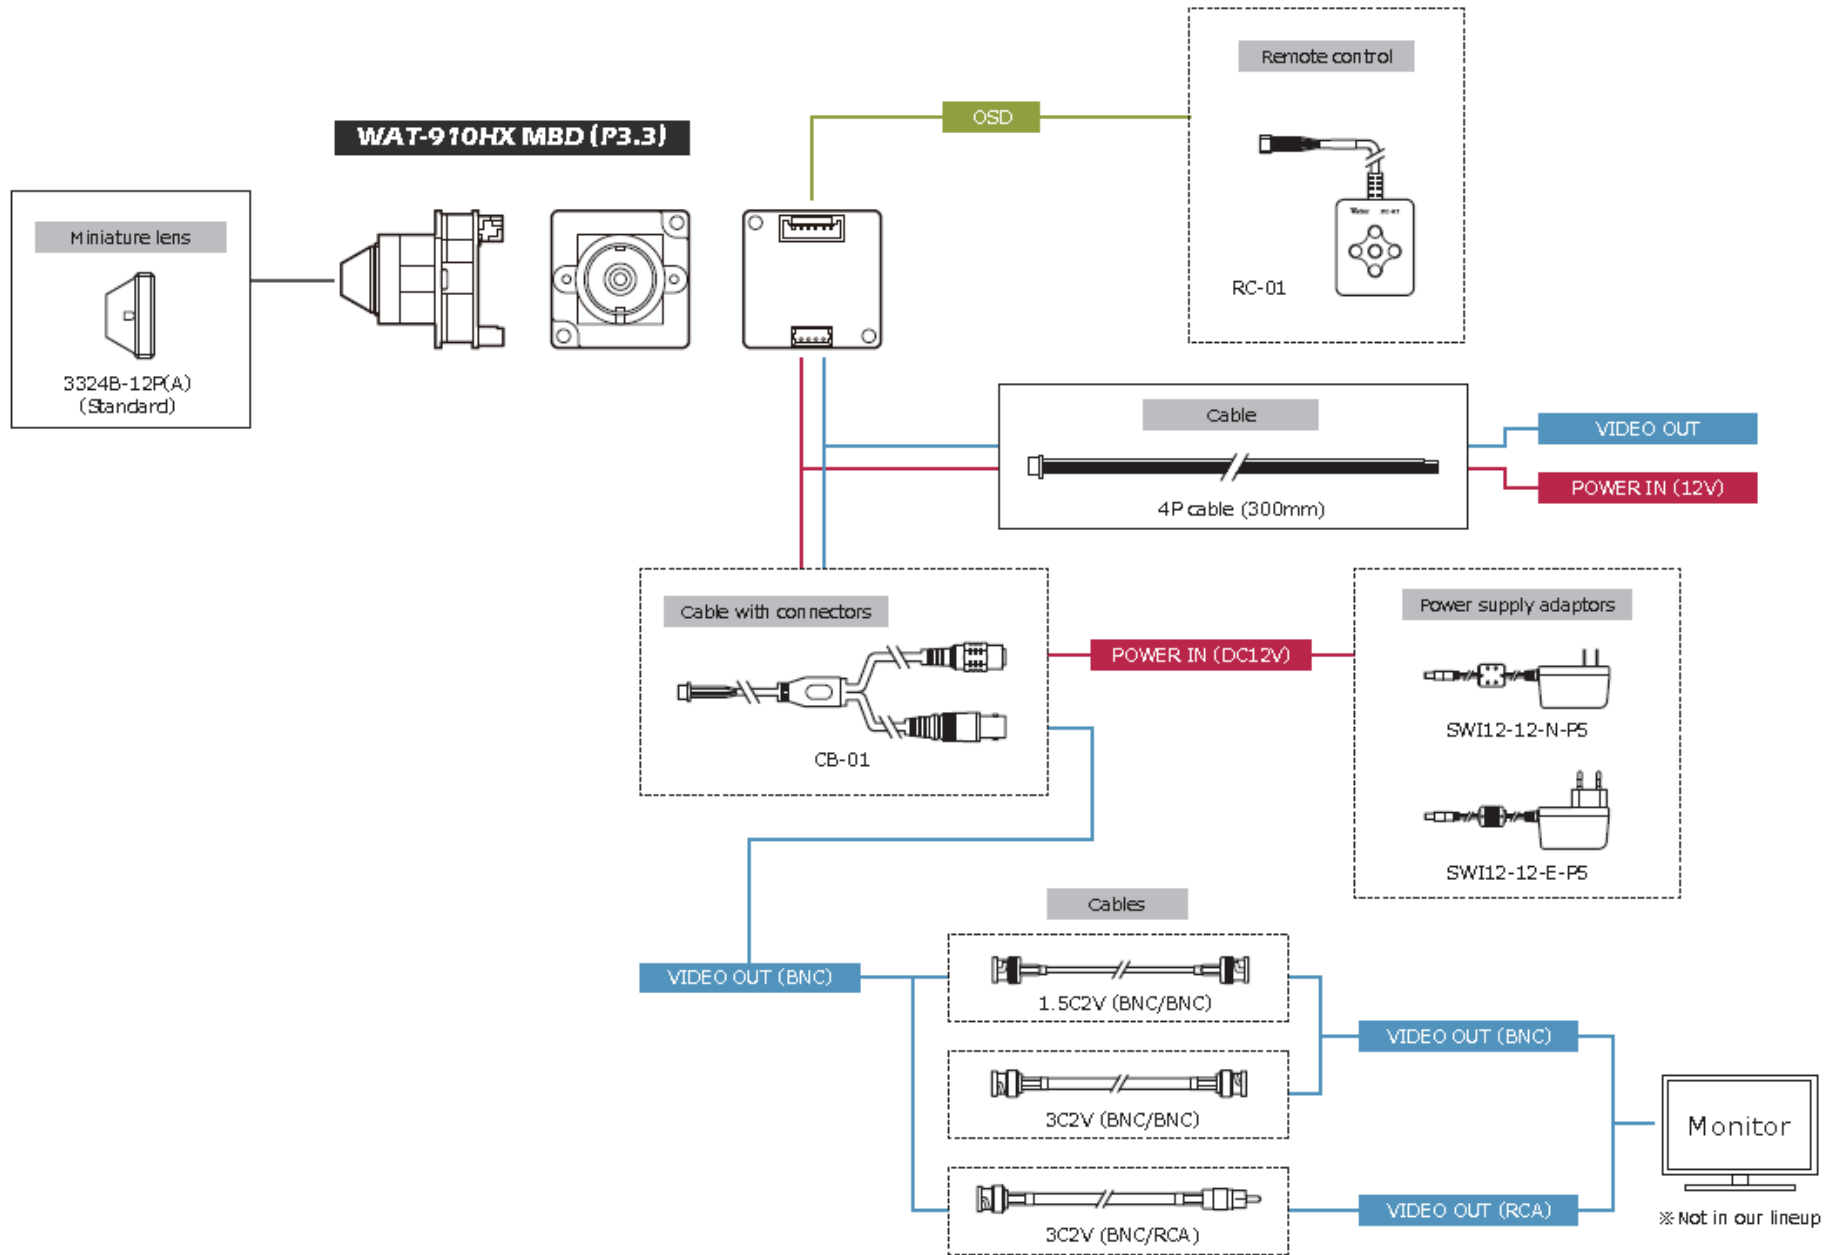 Remote control
OSD
WAT-910HX MBD (P3.3)
Miniature lens
3324B-12P(A)
(Standard)
Watec RC-01
RC-01
Cable
4P cable (300mm)
VIDEO OUT
POWER IN (12V)
Cable with connectors
CB-01
POWER IN (DC12V)
Power supply adaptors
SWI12-12-N-P5
SWI12-12-E-P5
Cables
VIDEO OUT (BNC)
1.5C2V (BNC/BNC)
3C2V (BNC/BNC)
3C2V (BNC/RCA)
VIDEO OUT (BNC)
VIDEO OUT (RCA)
Monitor
※Not in our lineup